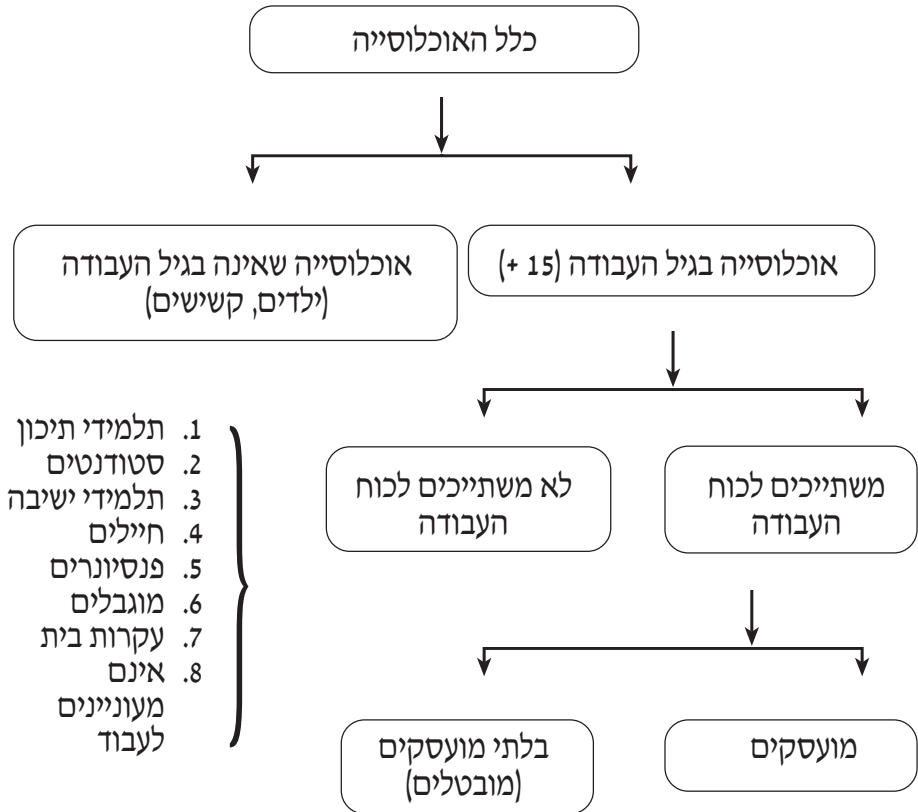 כלל האוכלוסייה
אוכלוסייה בגיל העבודה (15 +)
אוכלוסייה שאינה בגיל העבודה
(ילדים, קשישים)
משתייכים לכוח
העבודה
לא משתייכים לכוח
העבודה
1. תלמידי תיכון
2. סטודנטים
3. תלמידי ישיבה
4. חיילים
5. פנסיונרים
6. מוגבלים
7. עקרות בית
8. אינם
מעוניינים
לעבוד
מועסקים
בלתי מועסקים
(מובטלים)